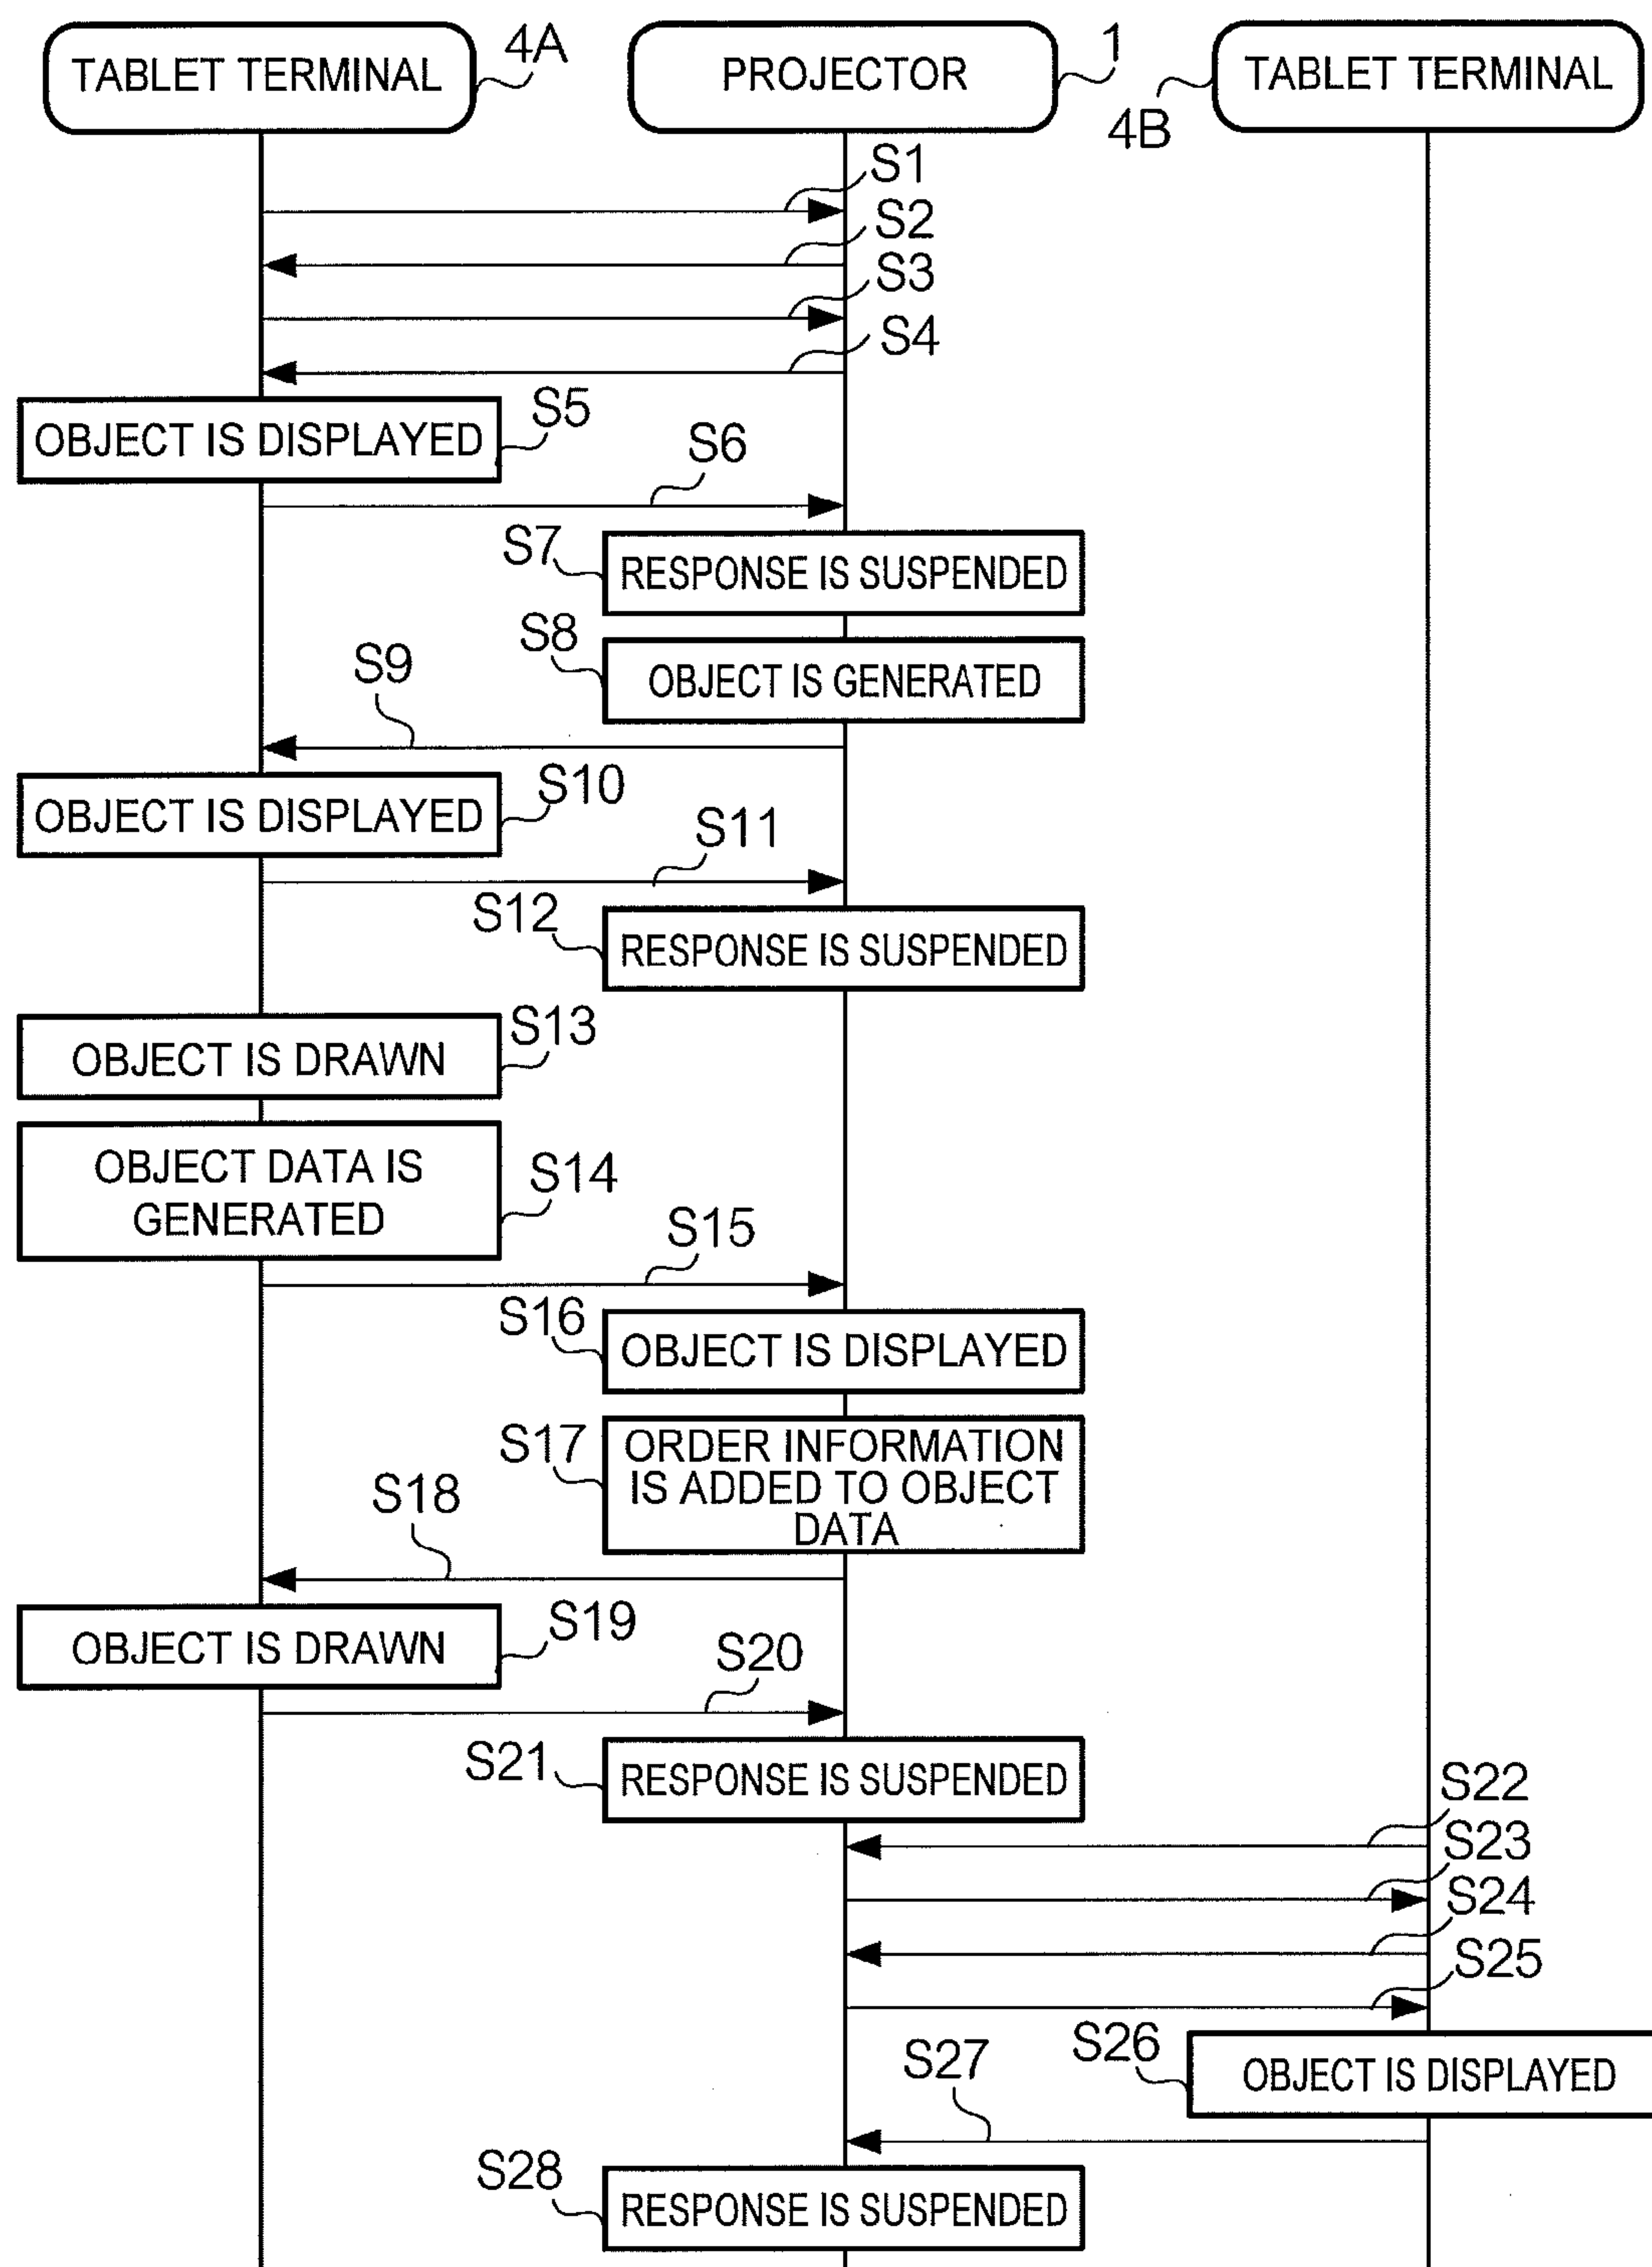 TABLET TERMINAL
4A
PROJECTOR
1
TABLET TERMINAL
4B
S1
S2
S3
S4
OBJECT IS DISPLAYED
S5
S6
S7
RESPONSE IS SUSPENDED
S8
OBJECT IS GENERATED
S9
OBJECT IS DISPLAYED
S10
S11
S12
RESPONSE IS SUSPENDED
OBJECT IS DRAWN
S13
OBJECT DATA IS
GENERATED
S14
S15
S16
OBJECT IS DISPLAYED
S17
ORDER INFORMATION
IS ADDED TO OBJECT
DATA
S18
OBJECT IS DRAWN
S19
S20
S21
RESPONSE IS SUSPENDED
S22
S23
S24
S25
S26
OBJECT IS DISPLAYED
S27
S28
RESPONSE IS SUSPENDED